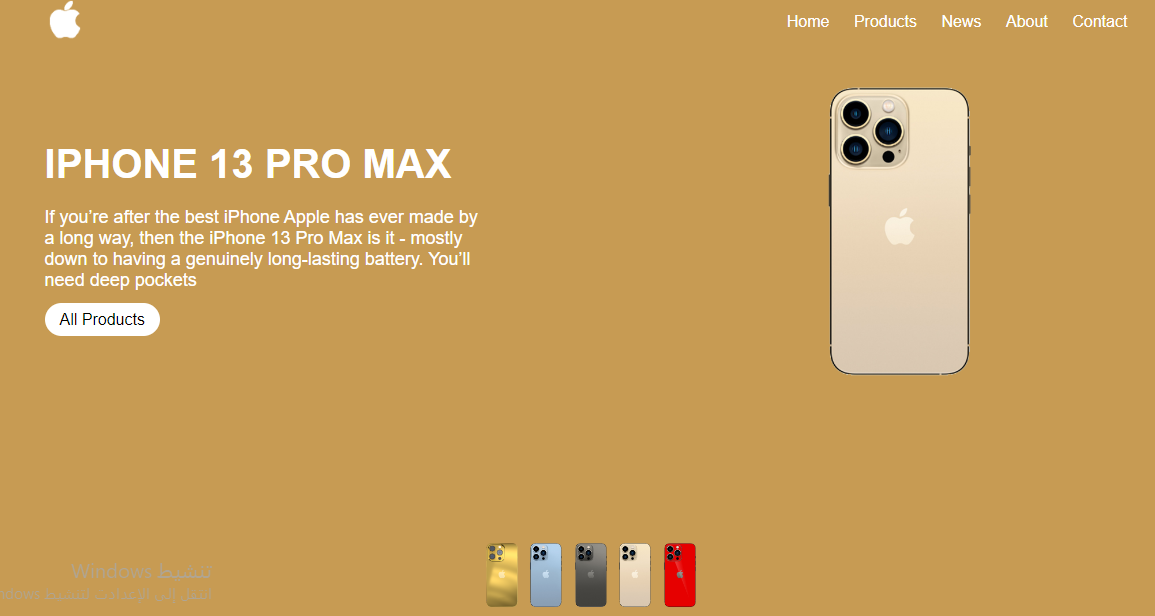 Home Products News About Contact
IPHONE 13 PRO MAX
If you’re after the best iPhone Apple has ever made by
a long way, then the iPhone 13 Pro Max is it - mostly
down to having a genuinely long-lasting battery. You’ll
need deep pockets
All Products
تنشيط Windows
انتقل إلى الإعدادات لتنشيط